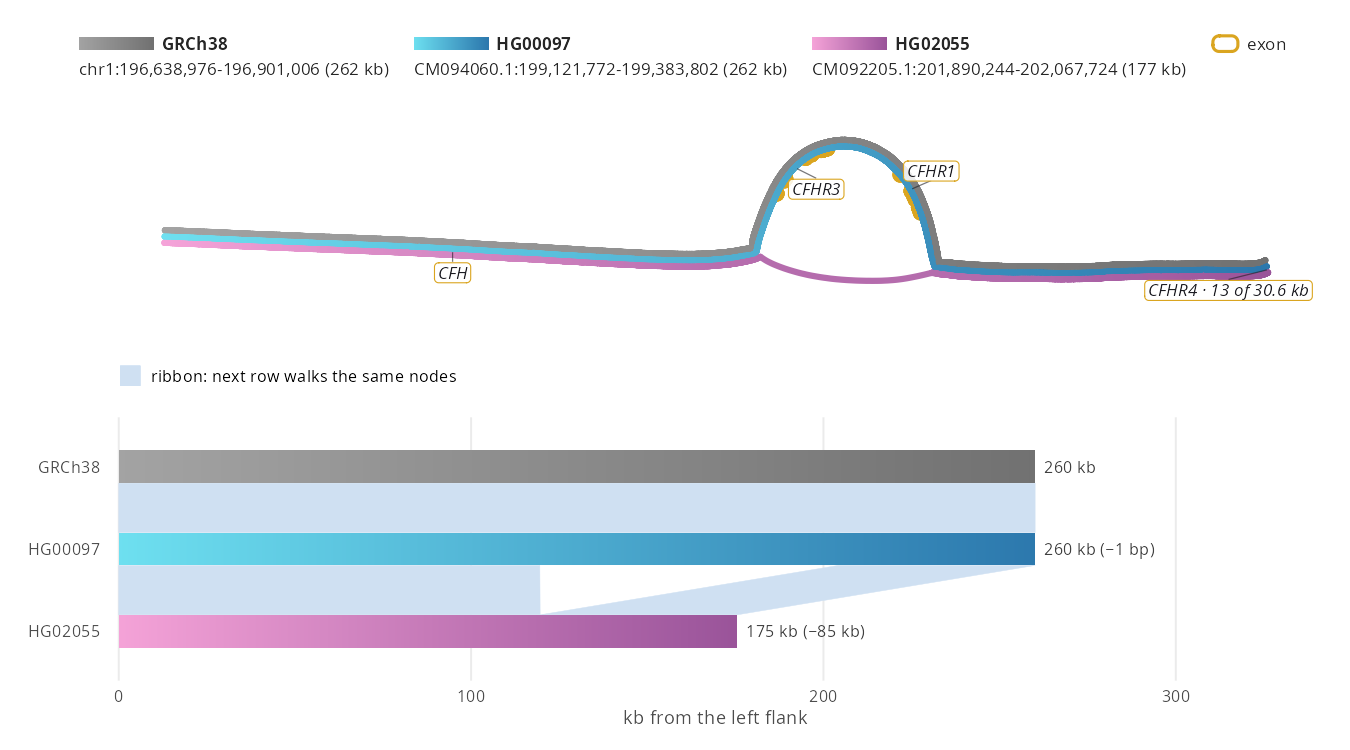 GRCh38 HG00097 HG02055 exon
chr1:196,638,976-196,901,006 (262 kb) CM094060.1:199,121,772-199,383,802 (262 kb) CM092205.1:201,890,244-202,067,724 (177 kb)
CFHR1
CFHR3
CFH
CFHR4 · 13 of 30.6 kb
ribbon: next row walks the same nodes
GRCh38 260 kb
HG00097 260 kb (−1 bp)
HG02055 175 kb (−85 kb)
0 100 200 300
kb from the left flank